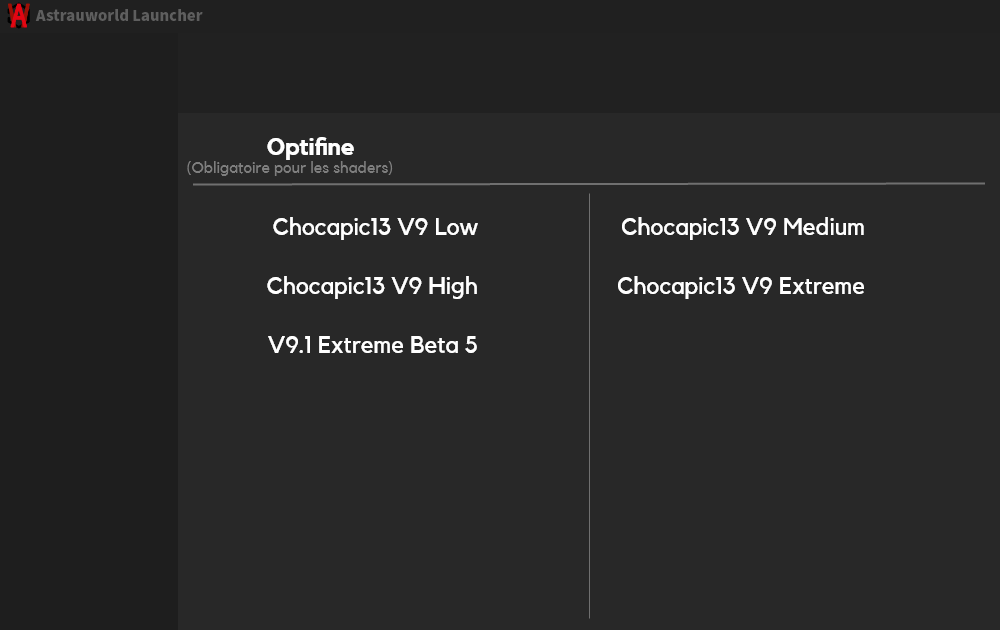 Astrauworld Launcher
Optifine
(Obligatoire pour les shaders)
Chocapic13 V9 Low
Chocapic13 V9 Medium
Chocapic13 V9 High
Chocapic13 V9 Extreme
V9.1 Extreme Beta 5